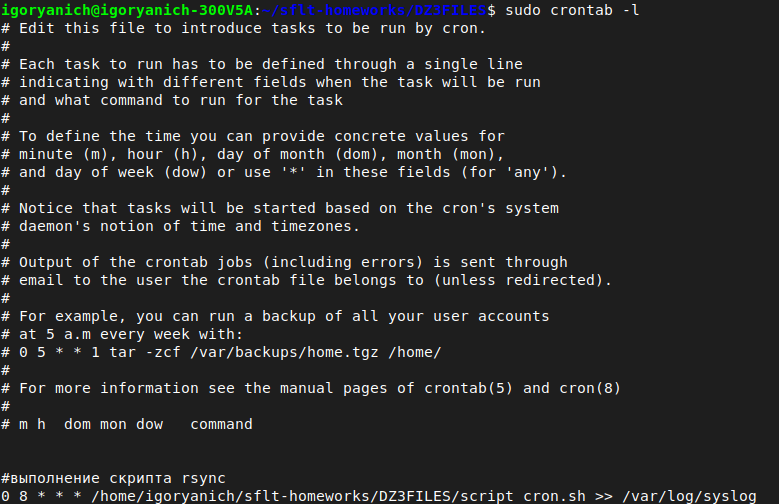 igoryanich@igoryanich-300V5A:~/sflt-homeworks/DZ3FILES$ sudo crontab -l
# Edit this file to introduce tasks to be run by cron.
#
# Each task to run has to be defined through a single line
# indicating with different fields when the task will be run
# and what command to run for the task
#
# To define the time you can provide concrete values for
# minute (m), hour (h), day of month (dom), month (mon),
# and day of week (dow) or use '*' in these fields (for 'any').
#
# Notice that tasks will be started based on the cron's system
# daemon's notion of time and timezones.
#
# Output of the crontab jobs (including errors) is sent through
# email to the user the crontab file belongs to (unless redirected).
#
# For example, you can run a backup of all your user accounts
# at 5 a.m every week with:
# 0 5 * * 1 tar -zcf /var/backups/home.tgz /home/
#
# For more information see the manual pages of crontab(5) and cron(8)
#
# m h  dom mon dow   command
#выполнение скрипта rsync
0 8 * * * /home/igoryanich/sflt-homeworks/DZ3FILES/script_cron.sh >> /var/log/syslog